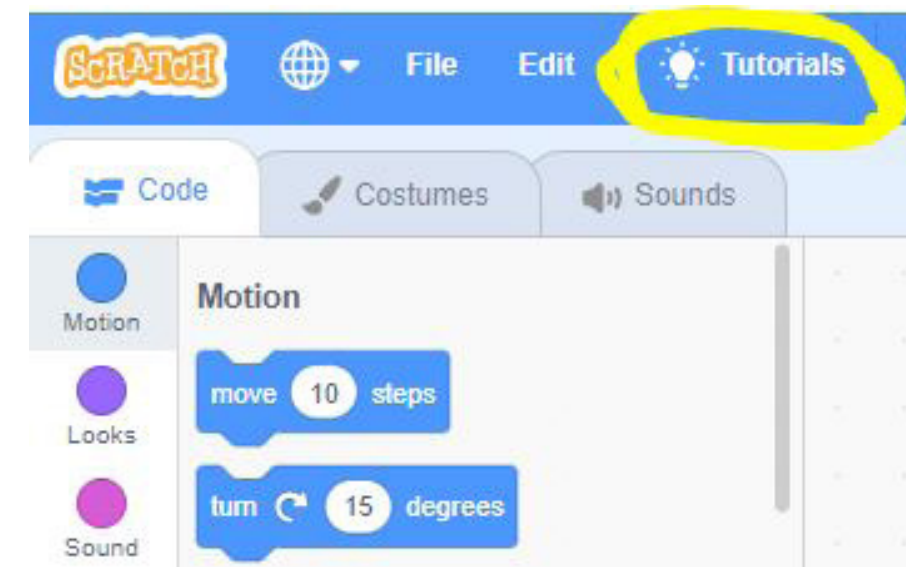 SCRATCH File Edit Tutorials
Code Costumes Sounds
Motion
Motion
move 10 steps
Looks
turn 15 degrees
Sound